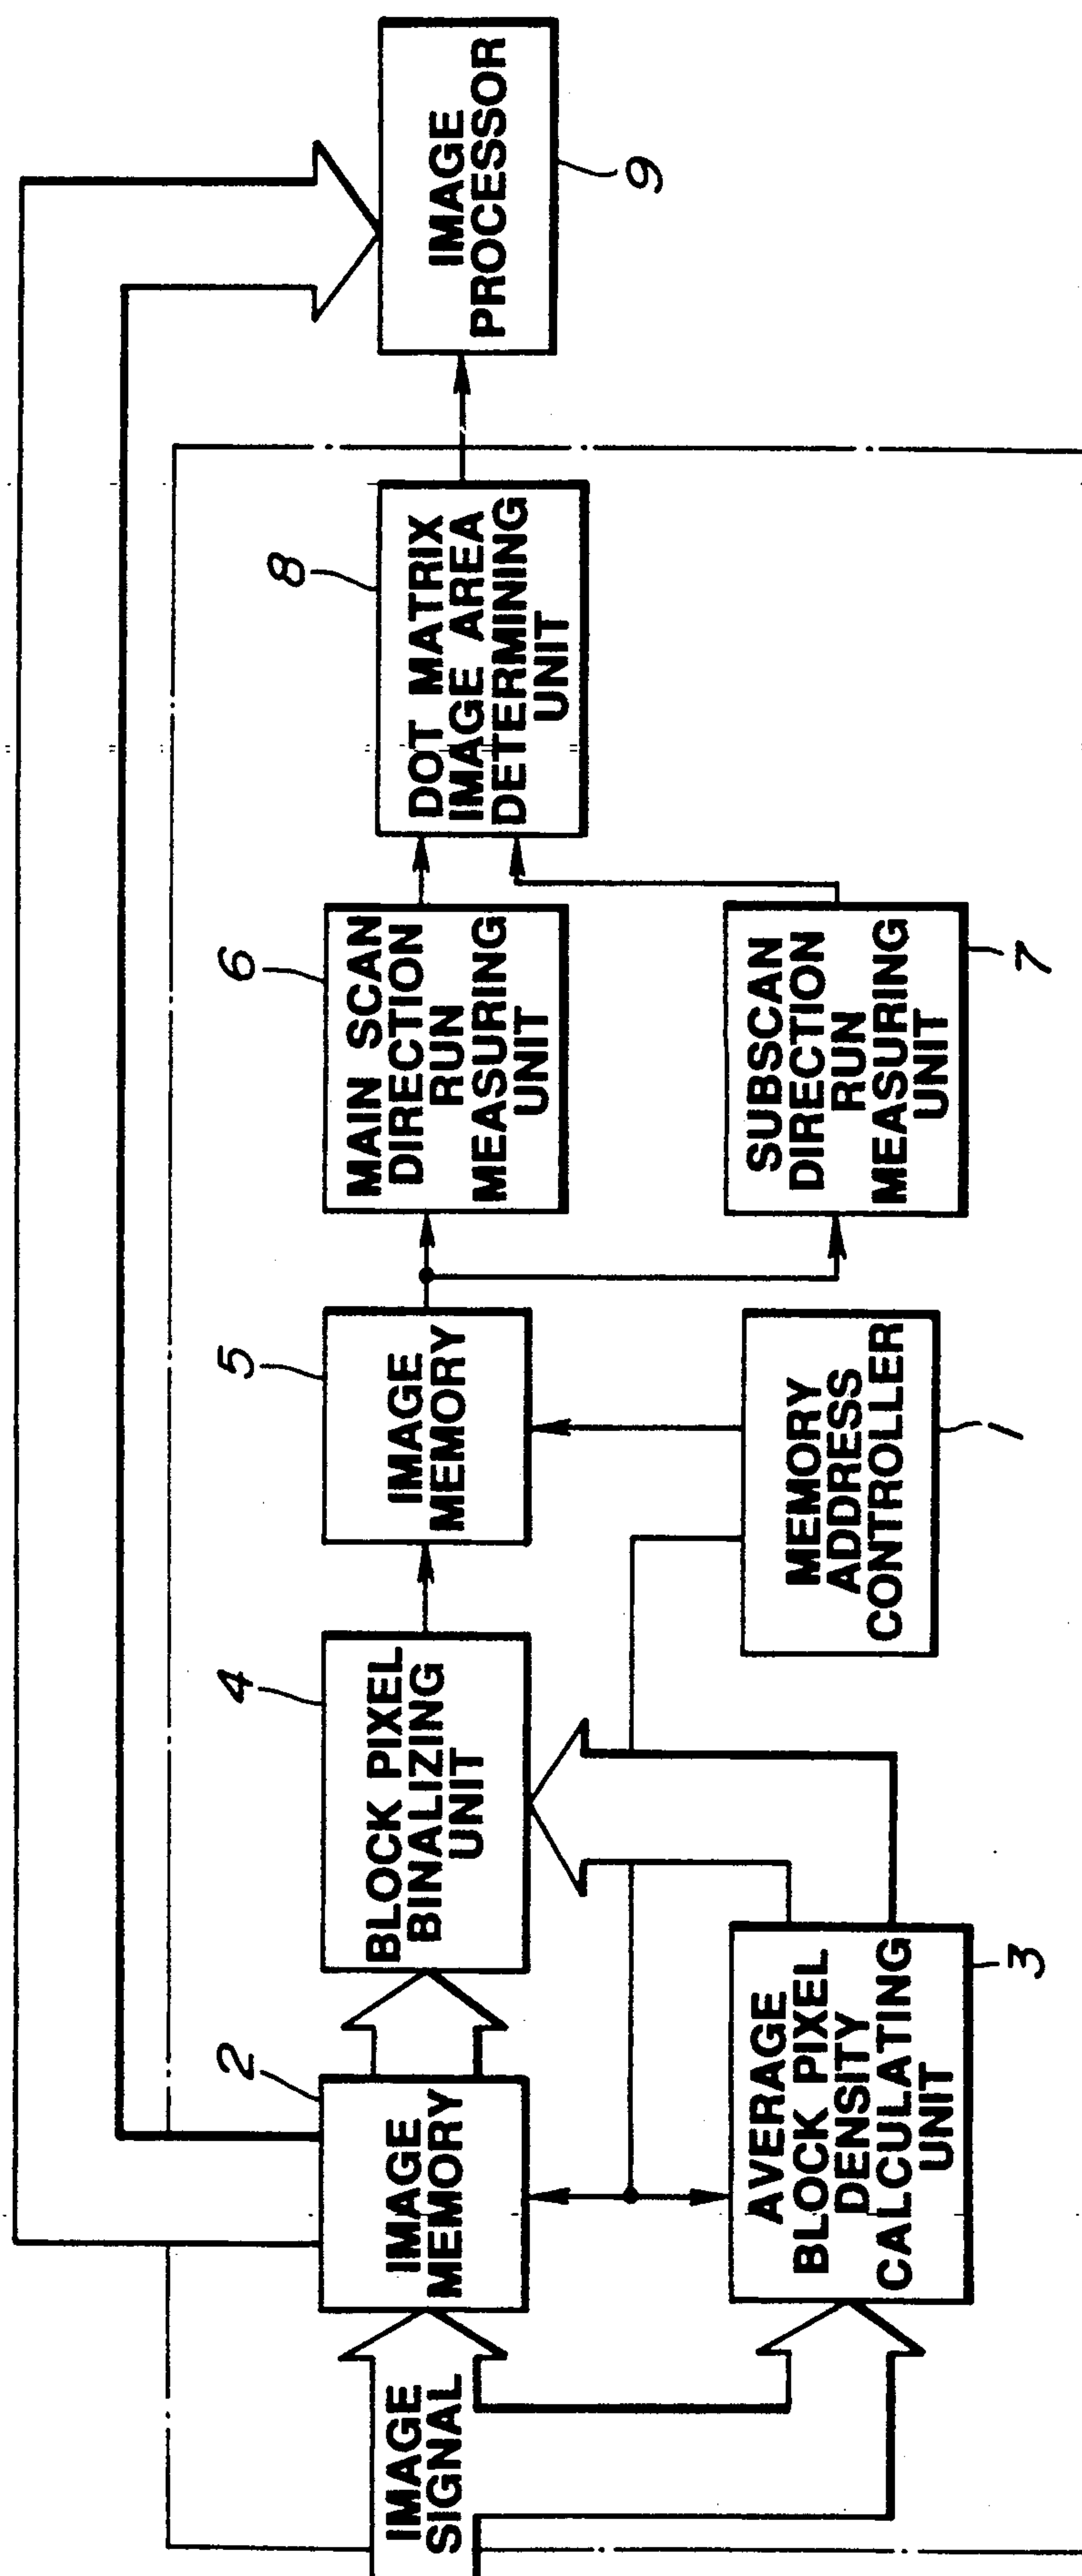 IMAGE
SIGNAL
2
IMAGE
MEMORY
AVERAGE
BLOCK PIXEL
DENSITY
CALCULATING
UNIT
3
4
BLOCK PIXEL
BINALIZING
UNIT
5
IMAGE
MEMORY
MEMORY
ADDRESS
CONTROLLER
1
6
MAIN SCAN
DIRECTION
RUN
MEASURING
UNIT
SUBSCAN
DIRECTION
RUN
MEASURING
UNIT
7
8
DOT MATRIX
IMAGE AREA
DETERMINING
UNIT
IMAGE
PROCESSOR
9